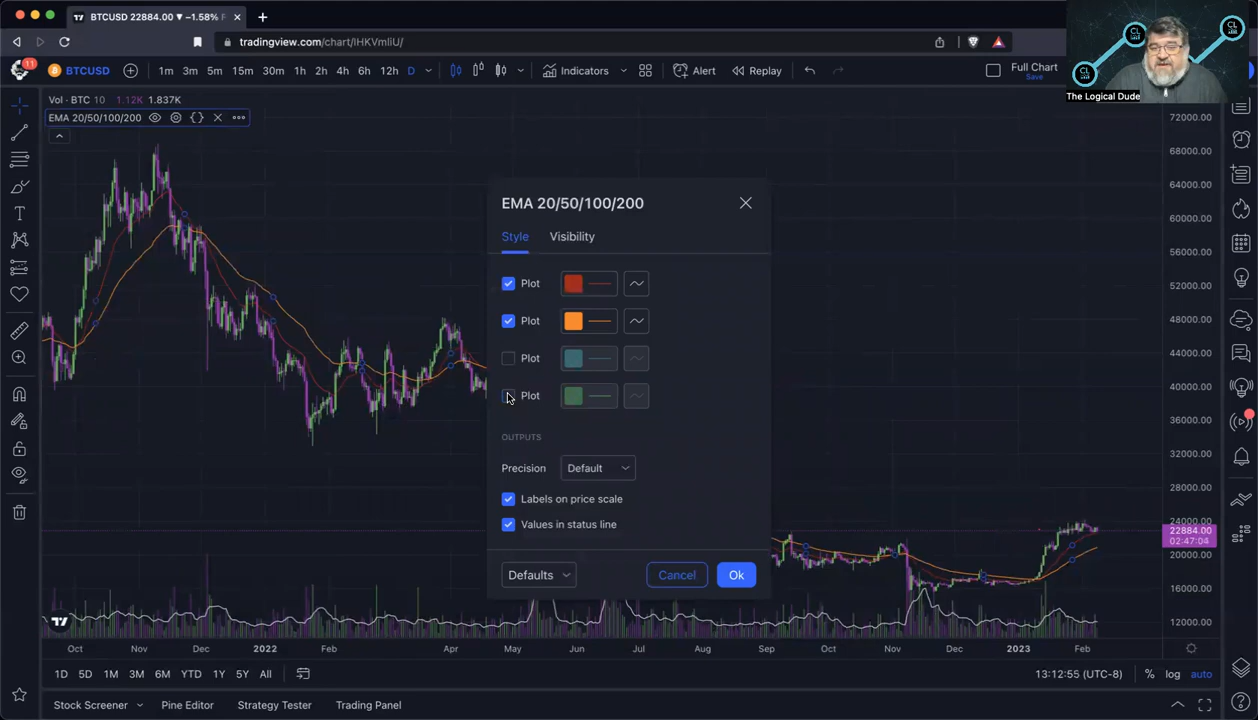 BTCUSD 22884.00 ▼ −1.58% F
tradingview.com/chart/IHKVmliU/
11
BTCUSD
1m 3m 5m 15m 30m 1h 2h 4h 6h 12h D
Indicators
Alert
Replay
Full Chart
Save
CL
CL
CL
The Logical Dude
Vol · BTC 10 1.12K 1.837K
EMA 20/50/100/200
72000.00
68000.00
64000.00
60000.00
56000.00
52000.00
48000.00
44000.00
40000.00
36000.00
32000.00
28000.00
24000.00
22884.00
02:47:04
20000.00
16000.00
12000.00
EMA 20/50/100/200
Style Visibility
Plot
Plot
Plot
Plot
OUTPUTS
Precision Default
Labels on price scale
Values in status line
Defaults Cancel Ok
Oct Nov Dec 2022 Feb Apr May Jun Jul Aug Sep Oct Nov Dec 2023 Feb
1D 5D 1M 3M 6M YTD 1Y 5Y All
13:12:55 (UTC-8) % log auto
Stock Screener Pine Editor Strategy Tester Trading Panel